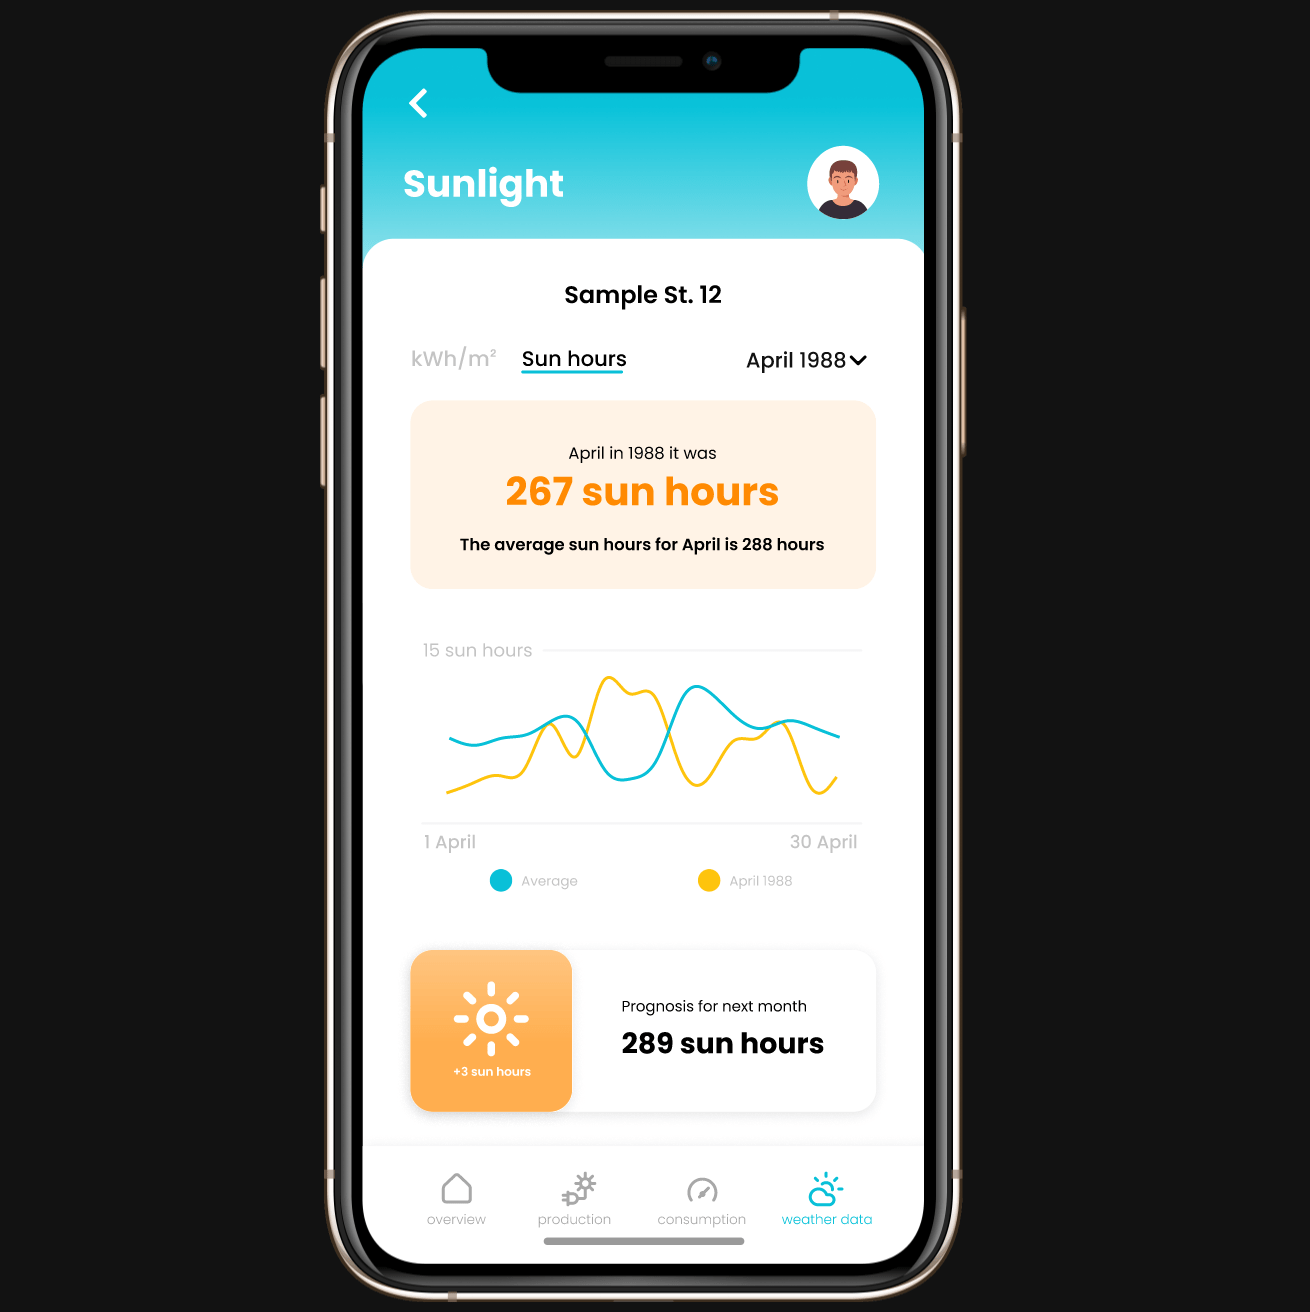 Sunlight
Sample St. 12
kWh/m²
Sun hours
April 1988
April in 1988 it was
267 sun hours
The average sun hours for April is 288 hours
15 sun hours
1 April
30 April
Average
April 1988
Prognosis for next month
289 sun hours
+3 sun hours
overview
production
consumption
weather data